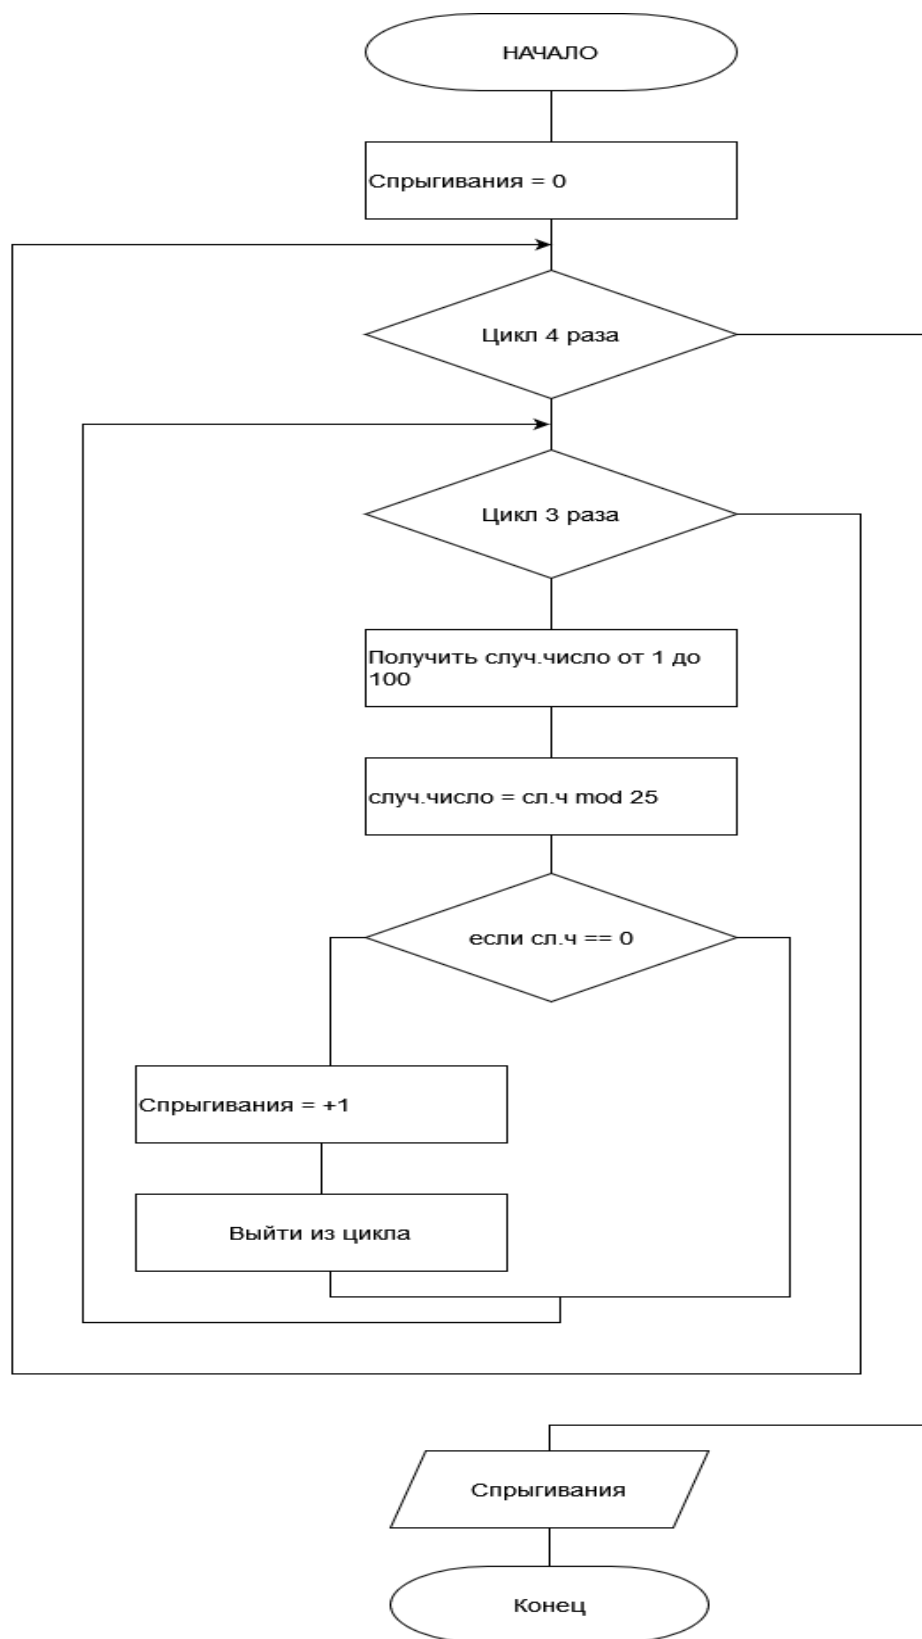 НАЧАЛО
Спрыгивания = 0
Цикл 4 раза
Цикл 3 раза
Получить случ.число от 1 до
100
случ.число = сл.ч mod 25
если сл.ч == 0
Спрыгивания = +1
Выйти из цикла
Спрыгивания
Конец